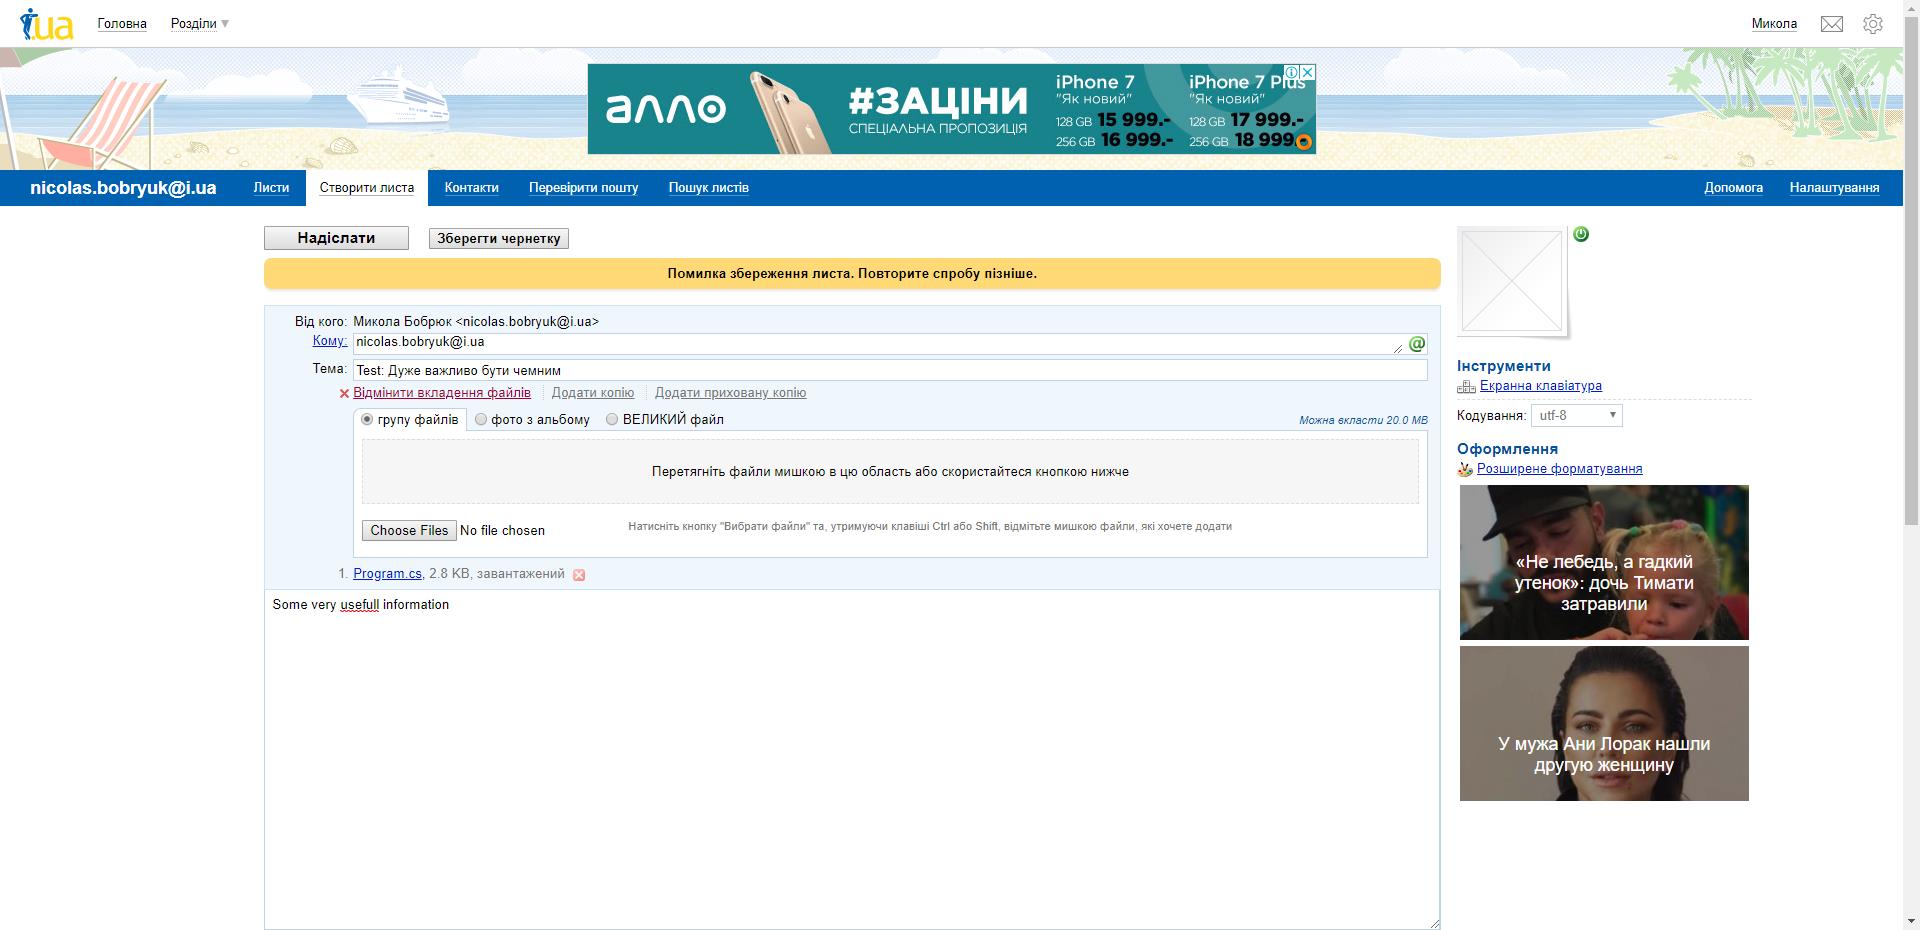 i.ua
Головна
Розділи
Микола
алло
#ЗАЦІНИ
СПЕЦІАЛЬНА ПРОПОЗИЦІЯ
iPhone 7
"Як новий"
128 GB 15 999.-
256 GB 16 999.-
iPhone 7 Plus
"Як новий"
128 GB 17 999.-
256 GB 18 999
nicolas.bobryuk@i.ua
Листи
Створити листа
Контакти
Перевірити пошту
Пошук листів
Допомога
Налаштування
Надіслати
Зберегти чернетку
Помилка збереження листа. Повторите спробу пізніше.
Від кого: Микола Бобрюк <nicolas.bobryuk@i.ua>
Кому: nicolas.bobryuk@i.ua
Тема: Test: Дуже важливо бути чемним
Відмінити вкладення файлів
Додати копію
Додати приховану копію
групу файлів
фото з альбому
ВЕЛИКИЙ файл
Можна вкласти 20.0 MB
Перетягніть файли мишкою в цю область або скористайтеся кнопкою нижче
Choose Files No file chosen
Натисніть кнопку "Вибрати файли" та, утримуючи клавіші Ctrl або Shift, відмітьте мишкою файли, які хочете додати
1. Program.cs, 2.8 KB, завантажений
Some very usefull information
Інструменти
Екранна клавіатура
Кодування: utf-8
Оформлення
Розширене форматування
«Не лебедь, а гадкий
утенок»: дочь Тимати
затравили
У мужа Ани Лорак нашли
другую женщину